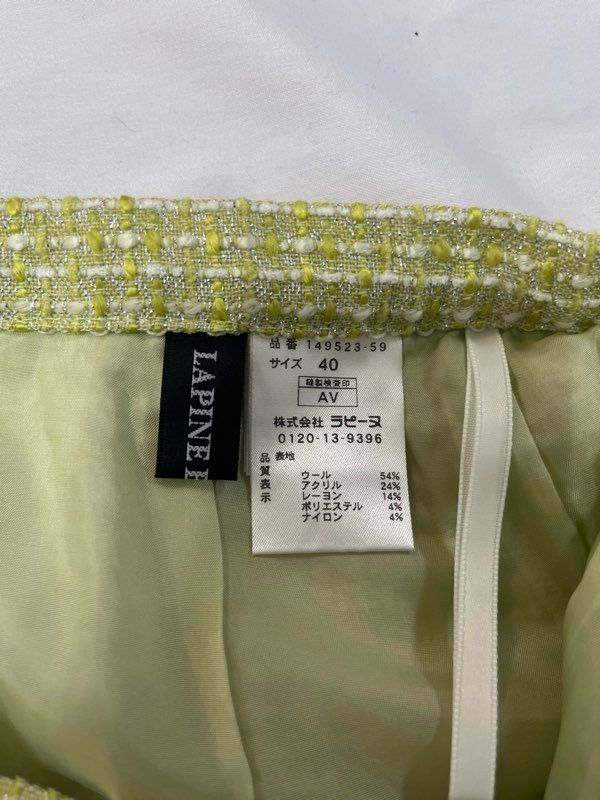 LAPINE
品番 149523-59
サイズ 40
縫製検査印
AV
株式会社 ラピーヌ
0120-13-9396
品質表示
表地
ウール 54%
アクリル 24%
レーヨン 14%
ポリエステル 4%
ナイロン 4%